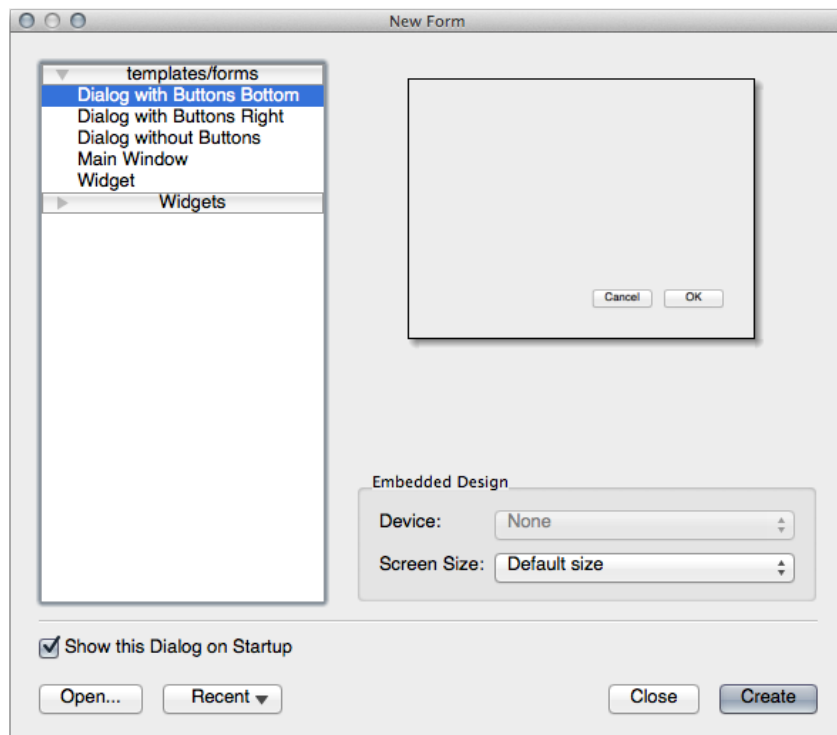 New Form
templates/forms
Dialog with Buttons Bottom
Dialog with Buttons Right
Dialog without Buttons
Main Window
Widget
Widgets
Cancel OK
Embedded Design
Device: None
Screen Size: Default size
Show this Dialog on Startup
Open... Recent Close Create